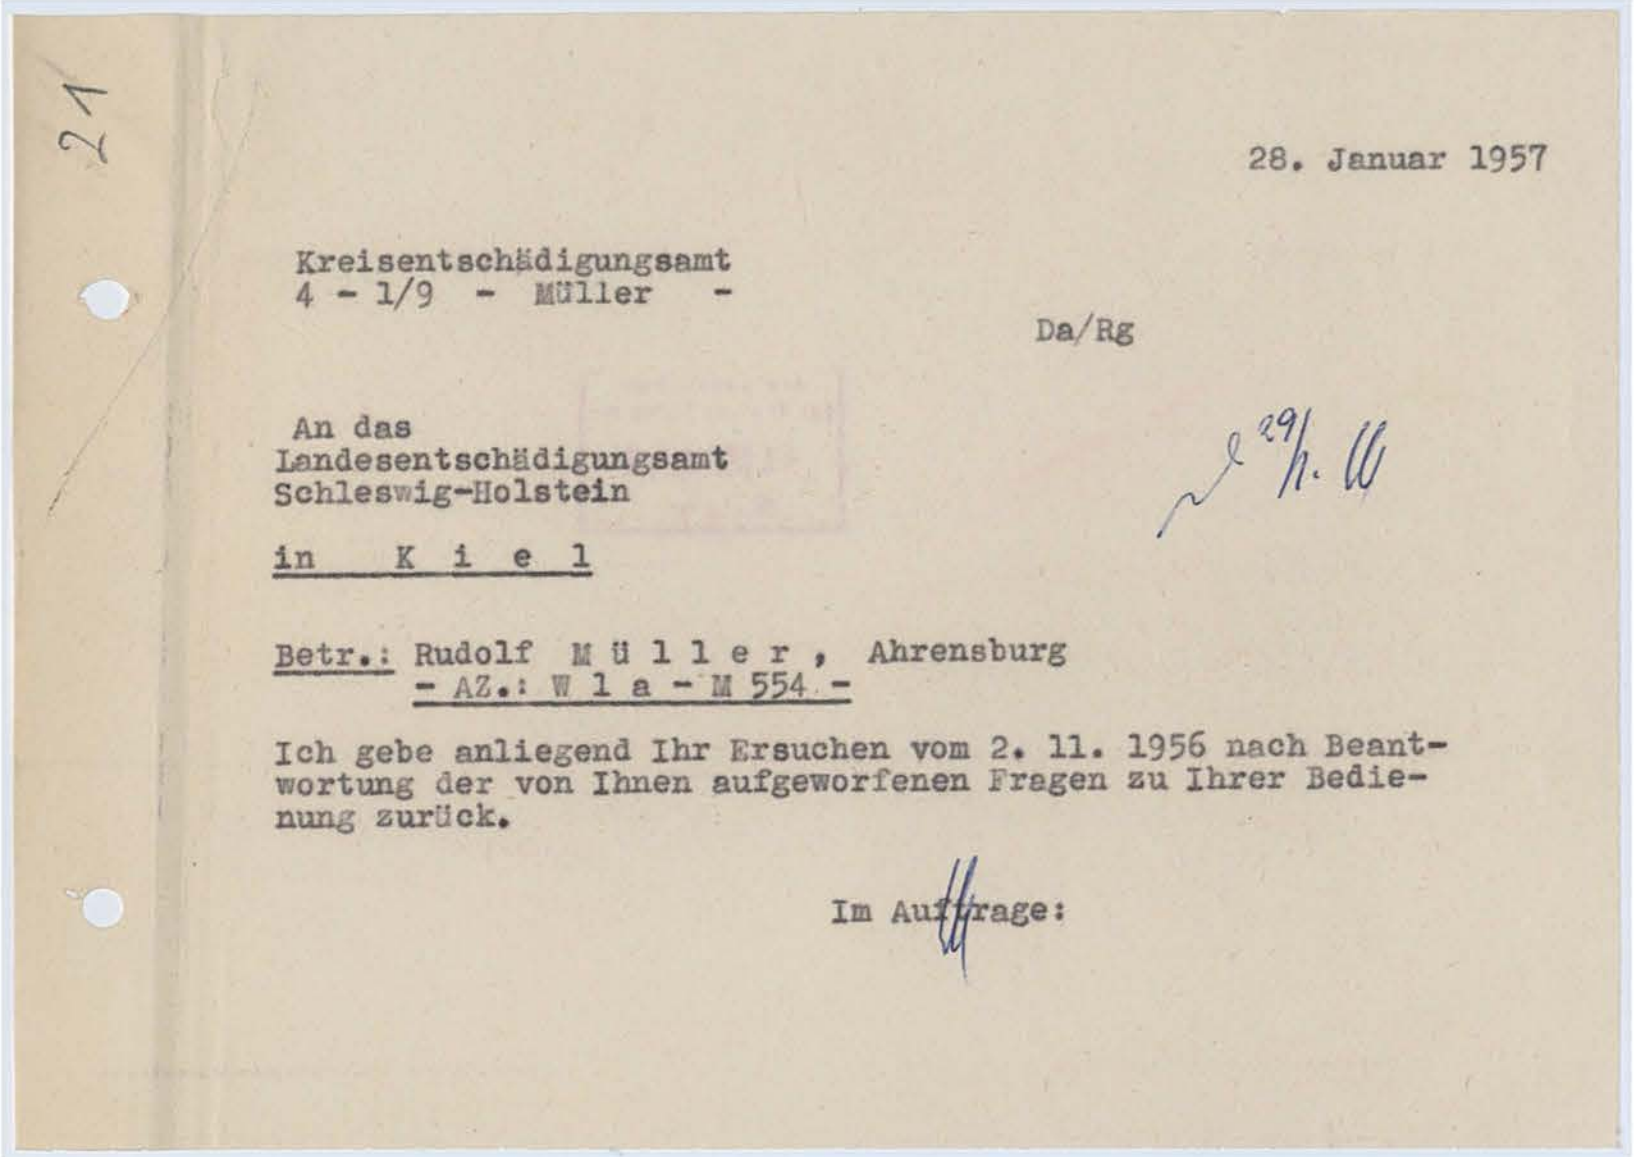 21
28. Januar 1957
Kreisentschädigungsamt
4 - 1/9 - Müller -
Da/Rg
29/1.
An das
Landesentschädigungsamt
Schleswig-Holstein
in K i e l
Betr.: Rudolf M ü l l e r , Ahrensburg
- AZ.: W 1 a - M 554 -
Ich gebe anliegend Ihr Ersuchen vom 2. 11. 1956 nach Beant-
wortung der von Ihnen aufgeworfenen Fragen zu Ihrer Bedie-
nung zurück.
Im Auftrage: